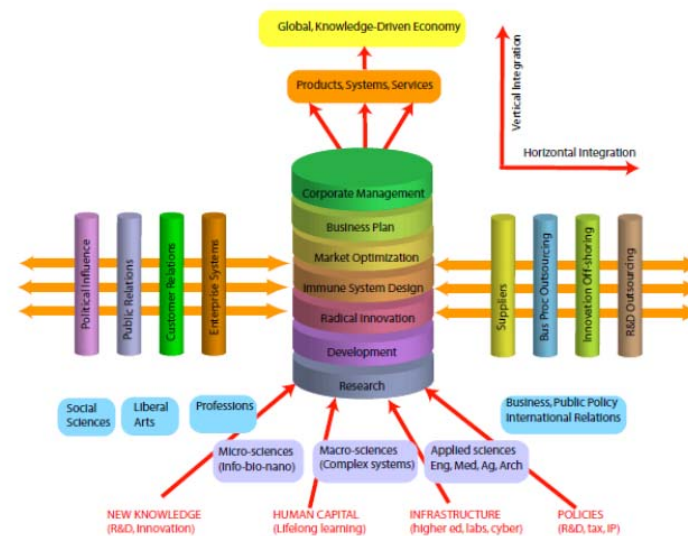 Global, Knowledge-Driven Economy
Products, Systems, Services
Vertical Integration
Horizontal Integration
Corporate Management
Business Plan
Market Optimization
Immune System Design
Radical Innovation
Development
Research
Political Influence
Public Relations
Customer Relations
Enterprise Systems
Suppliers
Bus Proc Outsourcing
Innovation Off-shoring
R&D Outsourcing
Social
Sciences
Liberal
Arts
Professions
Business, Public Policy
International Relations
Micro-sciences
(Info-bio-nano)
Macro-sciences
(Complex systems)
Applied sciences
Eng, Med, Ag, Arch
NEW KNOWLEDGE
(R&D, Innovation)
HUMAN CAPITAL
(Lifelong learning)
INFRASTRUCTURE
(higher ed, labs, cyber)
POLICIES
(R&D, tax, IP)